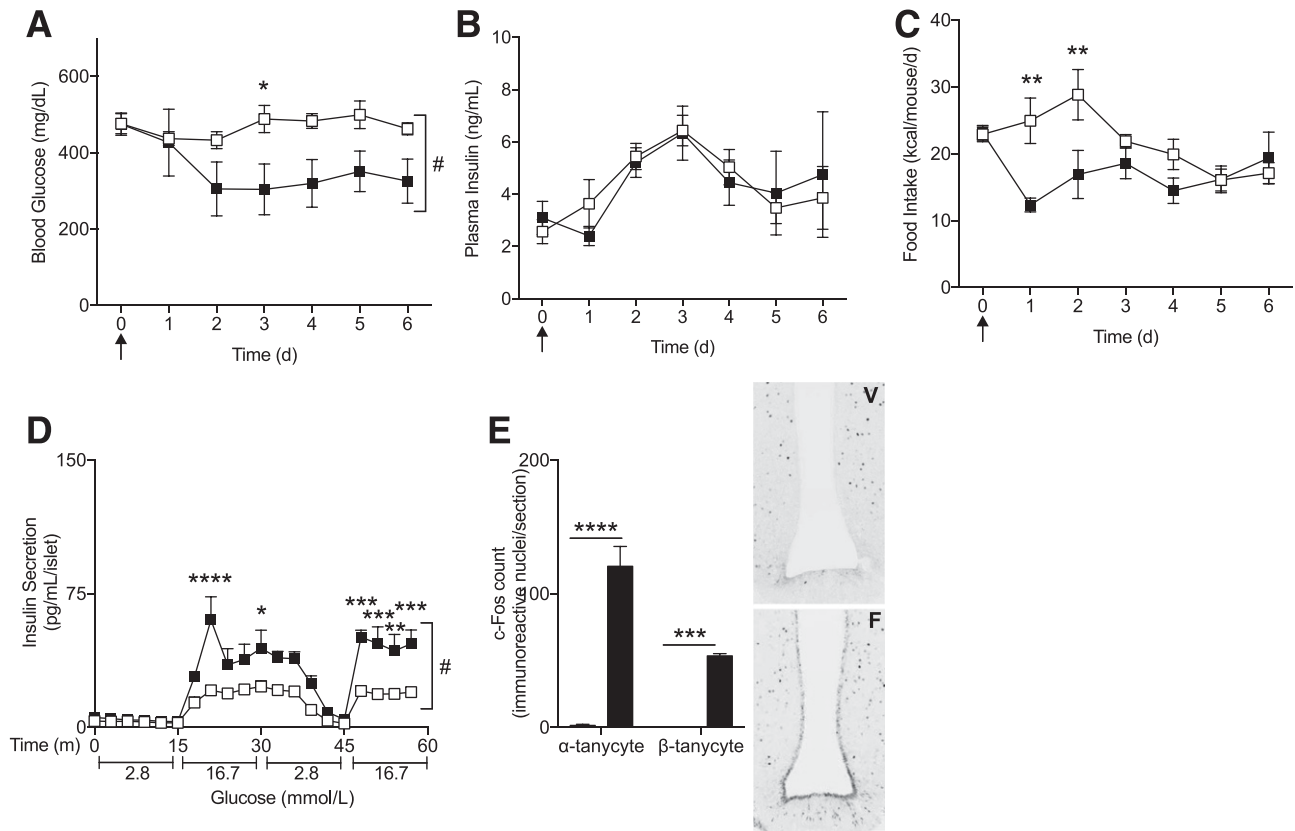 A
Blood Glucose (mg/dL)
600
400
200
0
*
#
0 1 2 3 4 5 6
Time (d)
B
Plasma Insulin (ng/mL)
10
8
6
4
2
0
0 1 2 3 4 5 6
Time (d)
C
Food Intake (kcal/mouse/d)
40
30
20
10
0
**
**
0 1 2 3 4 5 6
Time (d)
D
Insulin Secretion
(pg/mL/islet)
150
75
0
****
*
***
***
**
***
#
Time (m) 0 15 30 45 60
2.8 16.7 2.8 16.7
Glucose (mmol/L)
E
c-Fos count
(immunoreactive nuclei/section)
200
100
0
****
***
α-tanycyte β-tanycyte
V
F